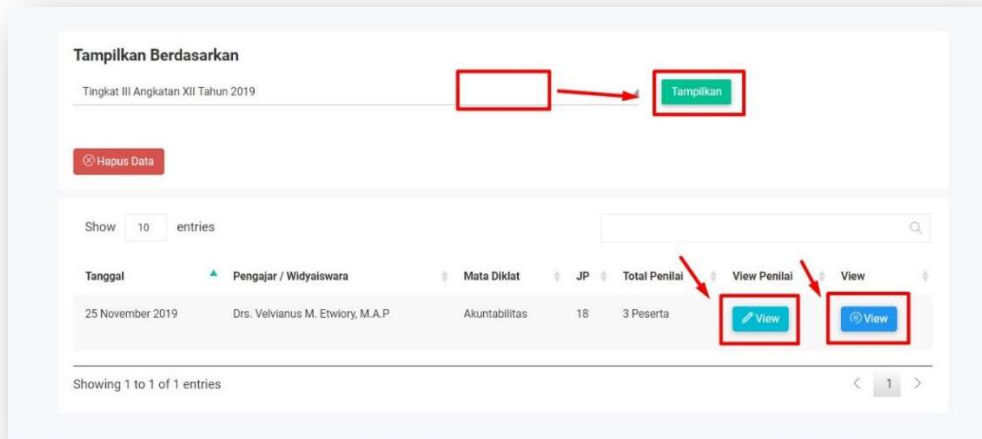 Tampilkan Berdasarkan
Tingkat III Angkatan XII Tahun 2019
Tampilkan
Hapus Data
Show 10 entries
Tanggal Pengajar / Widyaiswara Mata Diklat JP Total Penilai View Penilai View
25 November 2019 Drs. Velvianus M. Etwiory, M.A.P Akuntabilitas 18 3 Peserta View View
Showing 1 to 1 of 1 entries < 1 >